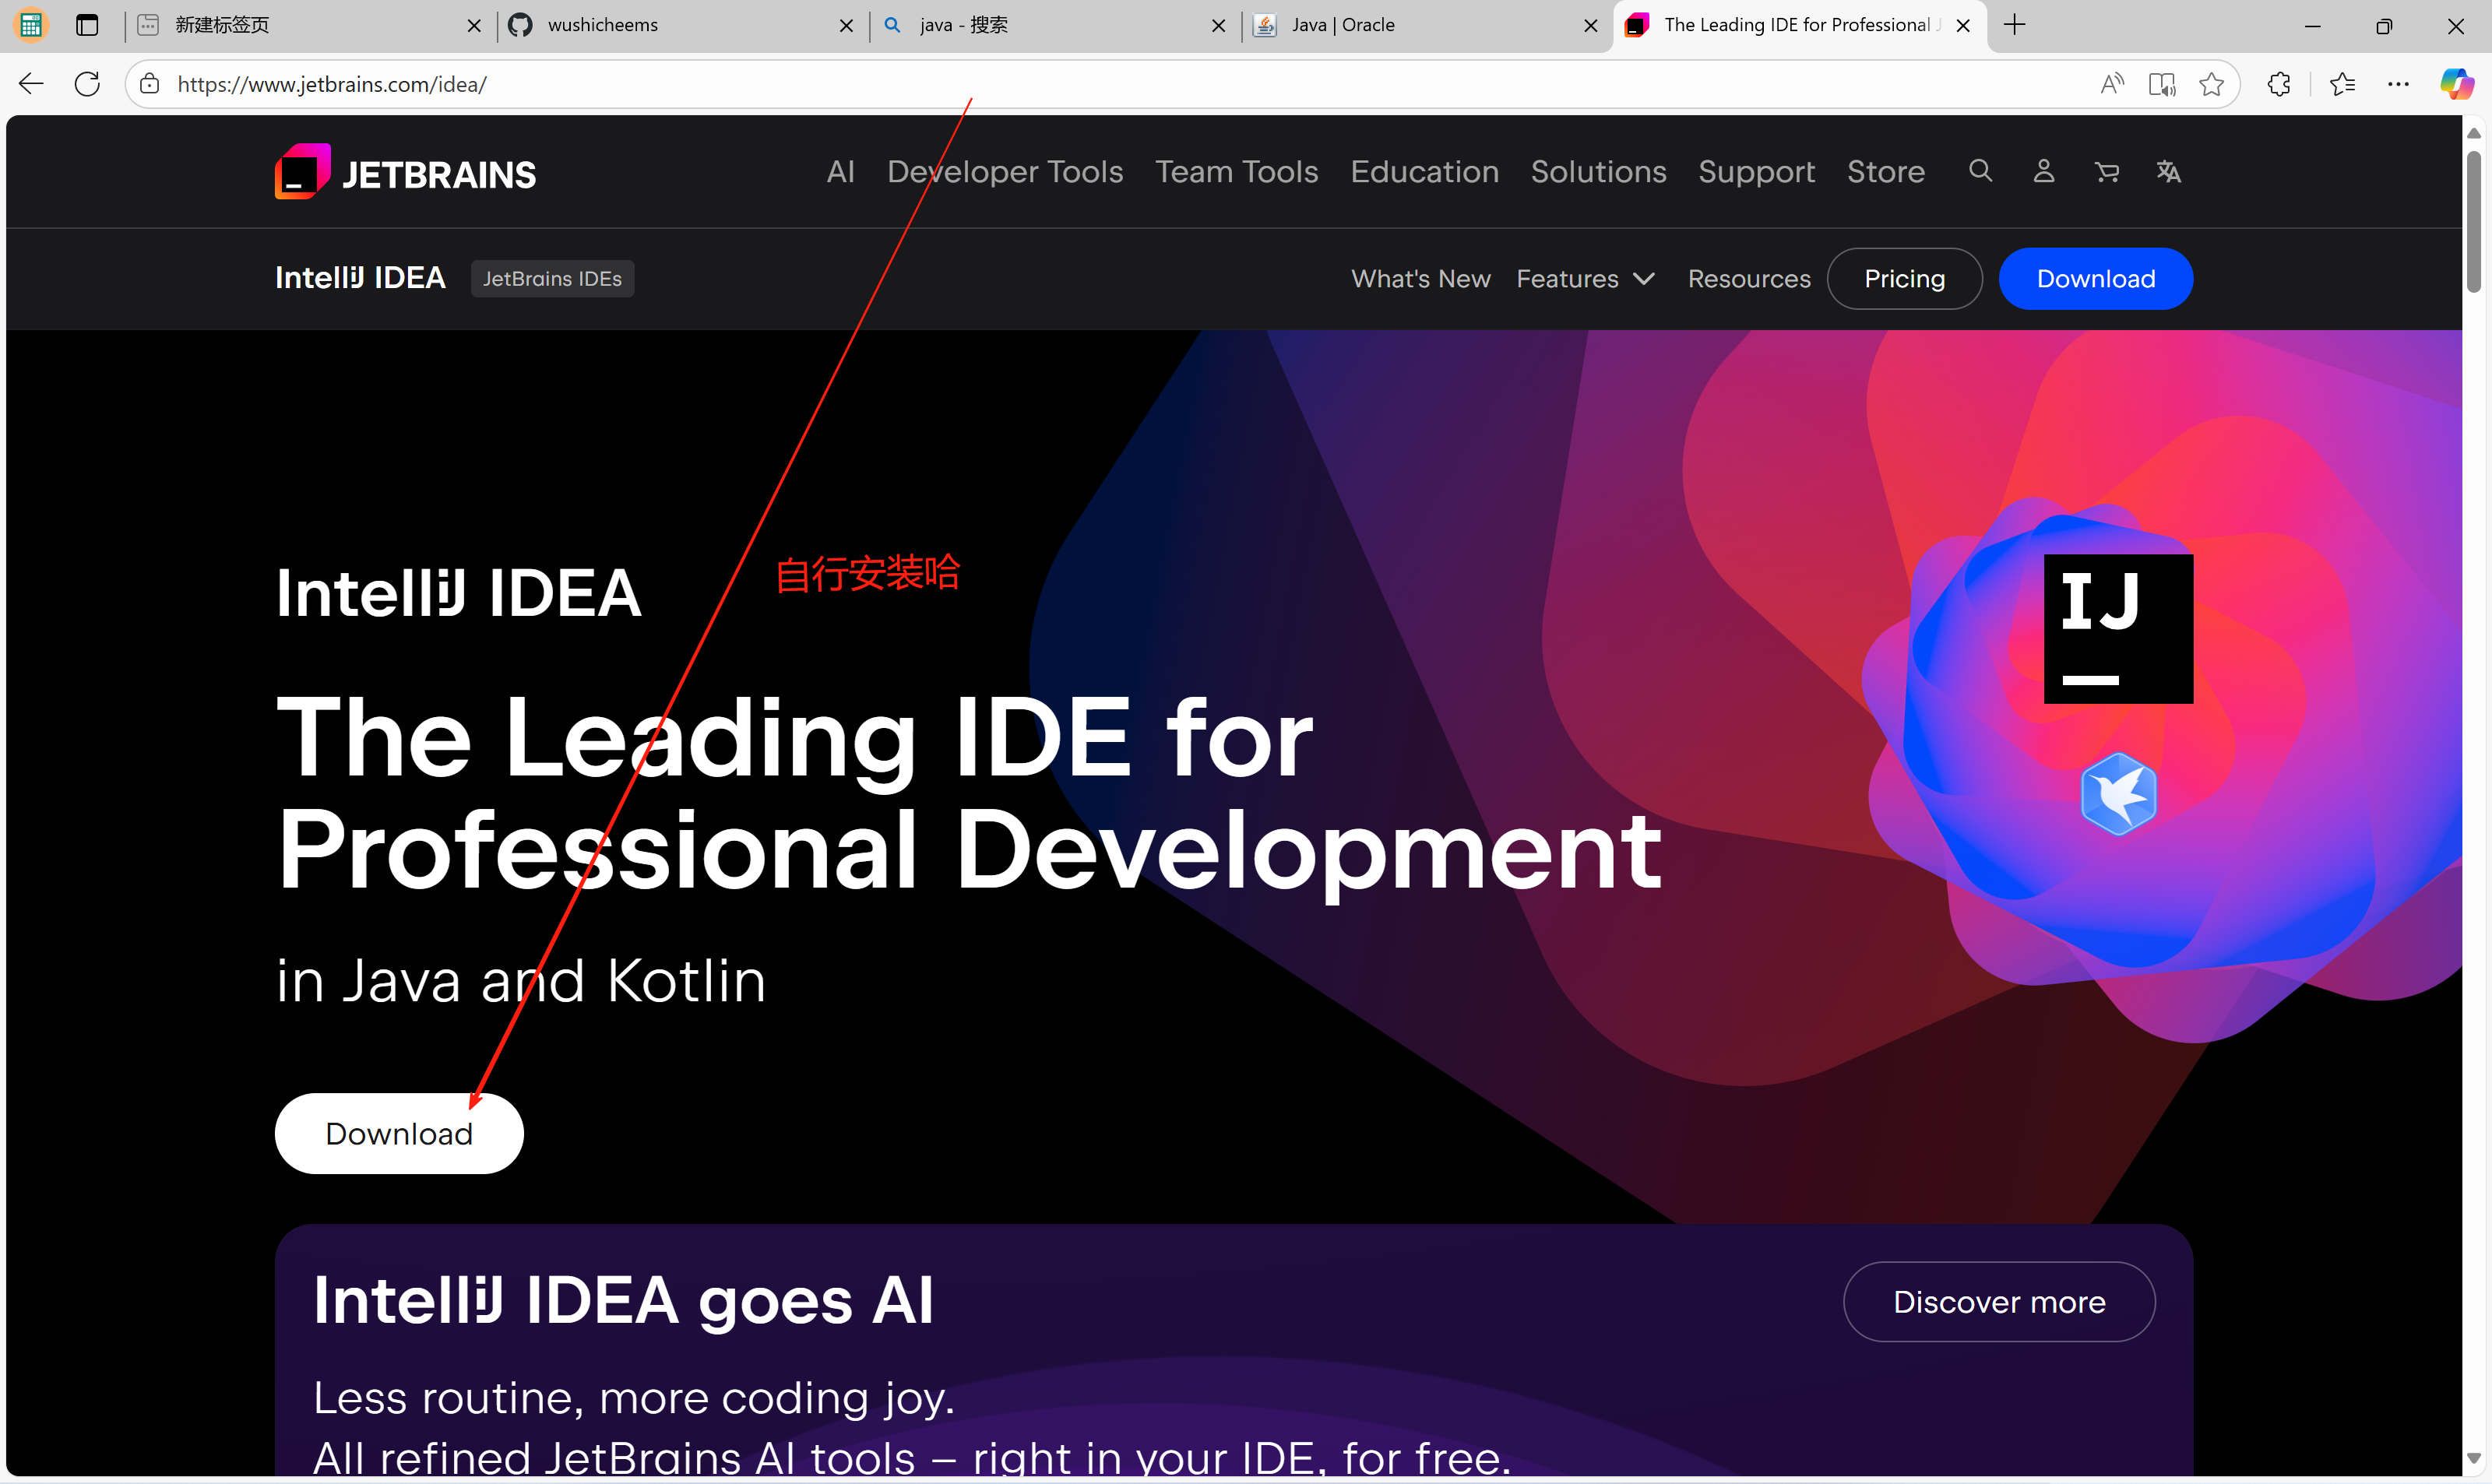 新建标签页
wushicheems
java - 搜索
Java | Oracle
The Leading IDE for Professional J
https://www.jetbrains.com/idea/
JETBRAINS
AI Developer Tools Team Tools Education Solutions Support Store
IntelliJ IDEA JetBrains IDEs What's New Features Resources Pricing Download
自行安装哈
IntelliJ IDEA
IJ
The Leading IDE for
Professional Development
in Java and Kotlin
Download
IntelliJ IDEA goes AI
Discover more
Less routine, more coding joy.
All refined JetBrains AI tools – right in your IDE, for free.